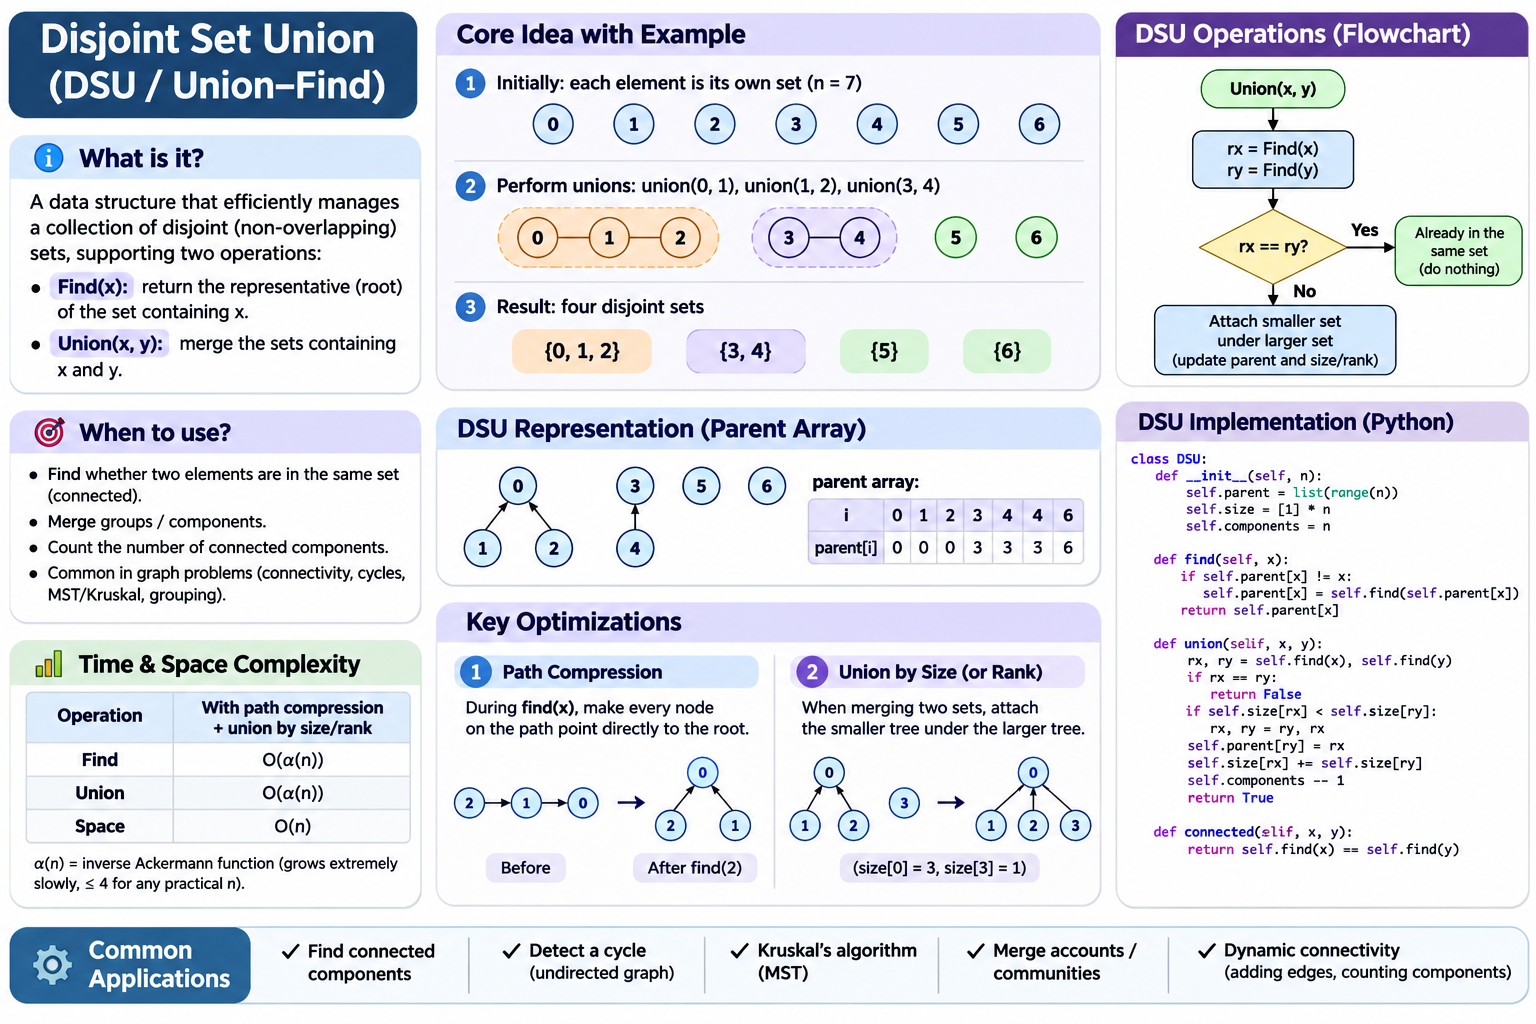 Disjoint Set Union
(DSU / Union–Find)
What is it?
A data structure that efficiently manages
a collection of disjoint (non-overlapping)
sets, supporting two operations:
• Find(x): return the representative (root)
of the set containing x.
• Union(x, y): merge the sets containing
x and y.
When to use?
• Find whether two elements are in the same set
(connected).
• Merge groups / components.
• Count the number of connected components.
• Common in graph problems (connectivity, cycles,
MST/Kruskal, grouping).
Time & Space Complexity
Operation With path compression
+ union by size/rank
Find O(α(n))
Union O(α(n))
Space O(n)
α(n) = inverse Ackermann function (grows extremely
slowly, ≤ 4 for any practical n).
Core Idea with Example
1 Initially: each element is its own set (n = 7)
0 1 2 3 4 5 6
2 Perform unions: union(0, 1), union(1, 2), union(3, 4)
0 1 2 3 4 5 6
3 Result: four disjoint sets
{0, 1, 2} {3, 4} {5} {6}
DSU Representation (Parent Array)
0 3 5 6
1 2 4
parent array:
i 0 1 2 3 4 4 6
parent[i] 0 0 0 3 3 3 6
Key Optimizations
1 Path Compression
During find(x), make every node
on the path point directly to the root.
0
2 1 0
2 1
Before After find(2)
2 Union by Size (or Rank)
When merging two sets, attach
the smaller tree under the larger tree.
0 0
3
1 2 1 2 3
(size[0] = 3, size[3] = 1)
DSU Operations (Flowchart)
Union(x, y)
rx = Find(x)
ry = Find(y)
rx == ry?
Yes
Already in the
same set
(do nothing)
No
Attach smaller set
under larger set
(update parent and size/rank)
DSU Implementation (Python)
class DSU:
def __init__(self, n):
self.parent = list(range(n))
self.size = [1] * n
self.components = n
def find(self, x):
if self.parent[x] != x:
self.parent[x] = self.find(self.parent[x])
return self.parent[x]
def union(self, x, y):
rx, ry = self.find(x), self.find(y)
if rx == ry:
return False
if self.size[rx] < self.size[ry]:
rx, ry = ry, rx
self.parent[ry] = rx
self.size[rx] += self.size[ry]
self.components -- 1
return True
def connected(self, x, y):
return self.find(x) == self.find(y)
Common
Applications
✓ Find connected
components
✓ Detect a cycle
(undirected graph)
✓ Kruskal's algorithm
(MST)
✓ Merge accounts /
communities
✓ Dynamic connectivity
(adding edges, counting components)